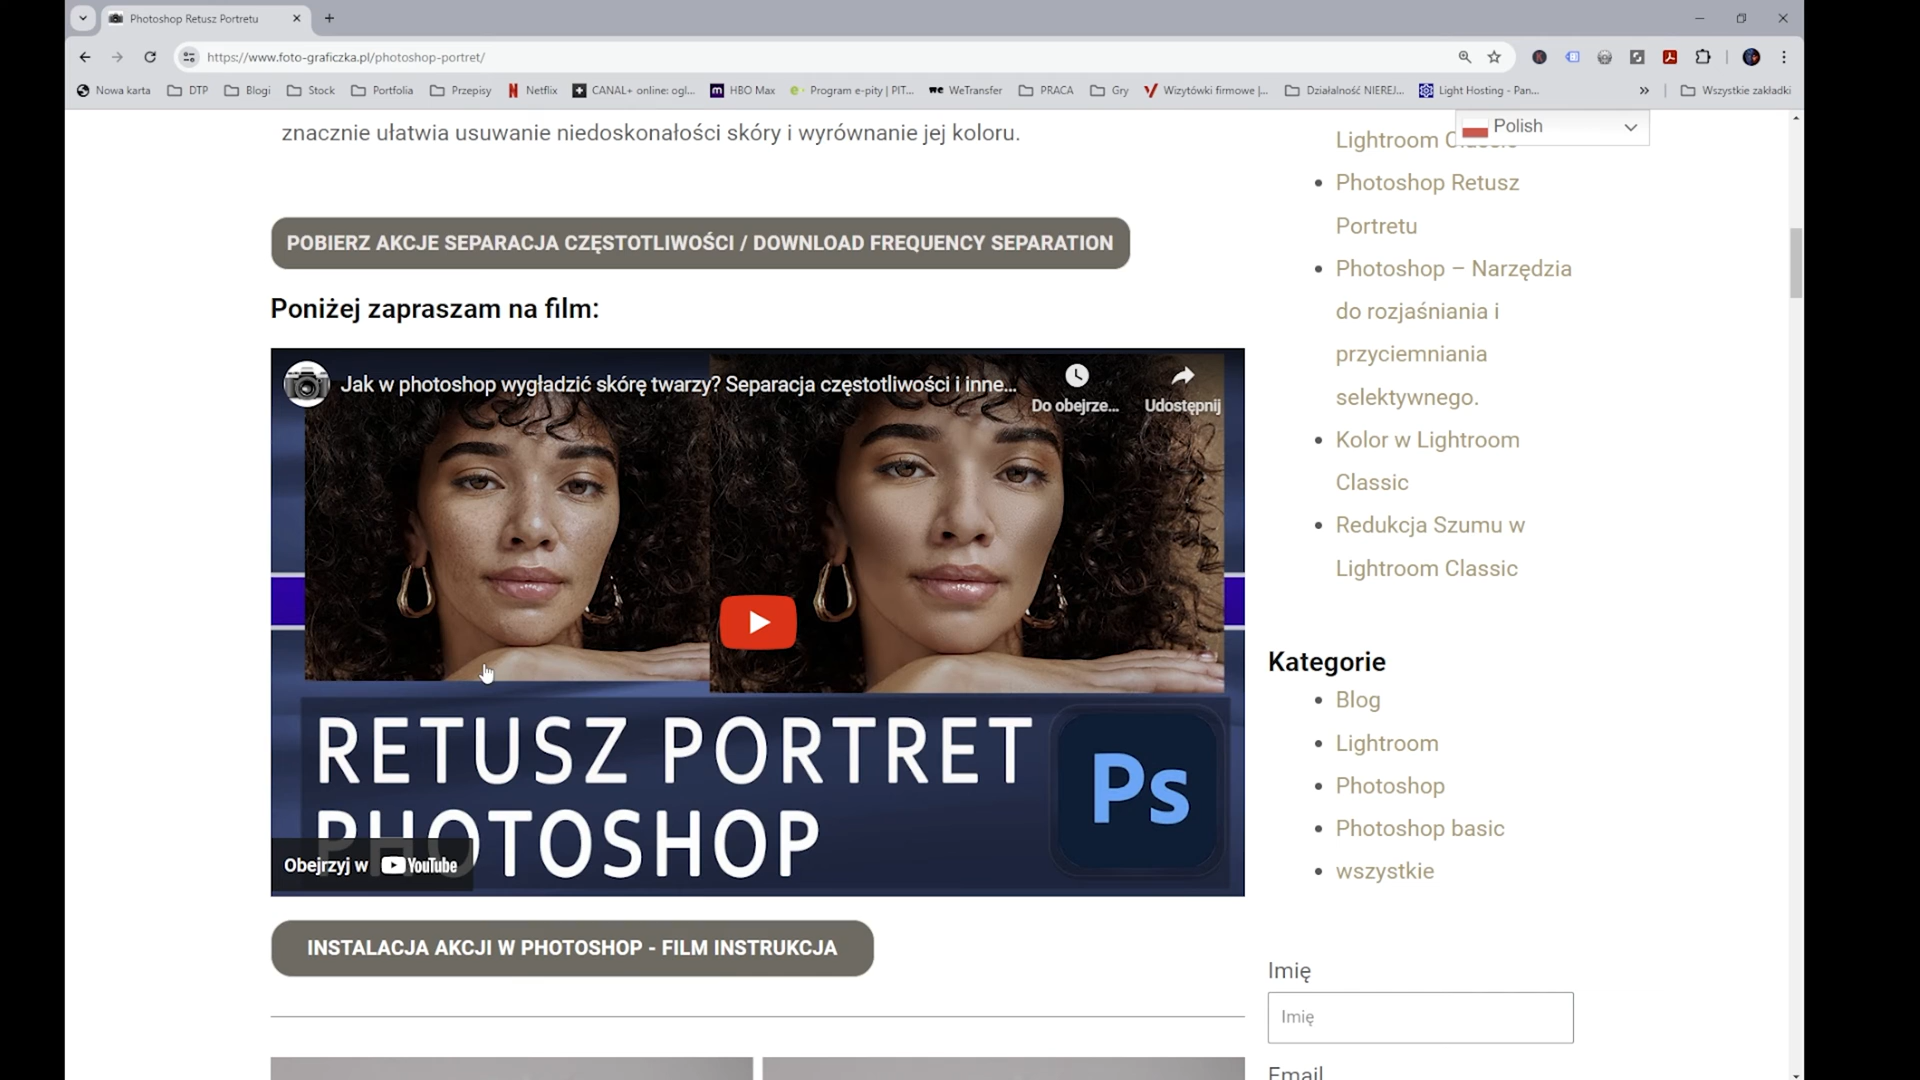 Photoshop Retusz Portretu
https://www.foto-graficzka.pl/photoshop-portret/
Nowa karta DTP Blogi Stock Portfolia Przepisy Netflix CANAL+ online: ogl... HBO Max Program e-pity | PIT... WeTransfer PRACA Gry Wizytówki firmowe |... Działalność NIEREJ... Light Hosting - Pan... Wszystkie zakładki
znacznie ułatwia usuwanie niedoskonałości skóry i wyrównanie jej koloru.
POBIERZ AKCJE SEPARACJA CZĘSTOTLIWOŚCI / DOWNLOAD FREQUENCY SEPARATION
Poniżej zapraszam na film:
Jak w photoshop wygładzić skórę twarzy? Separacja częstotliwości i inne...
Do obejrze...
Udostępnij
RETUSZ PORTRET
PHOTOSHOP
Ps
Obejrzyj w YouTube
INSTALACJA AKCJI W PHOTOSHOP - FILM INSTRUKCJA
Polish
Lightroom Classic
Photoshop Retusz
Portretu
Photoshop – Narzędzia
do rozjaśniania i
przyciemniania
selektywnego.
Kolor w Lightroom
Classic
Redukcja Szumu w
Lightroom Classic
Kategorie
Blog
Lightroom
Photoshop
Photoshop basic
wszystkie
Imię
Imię
Email